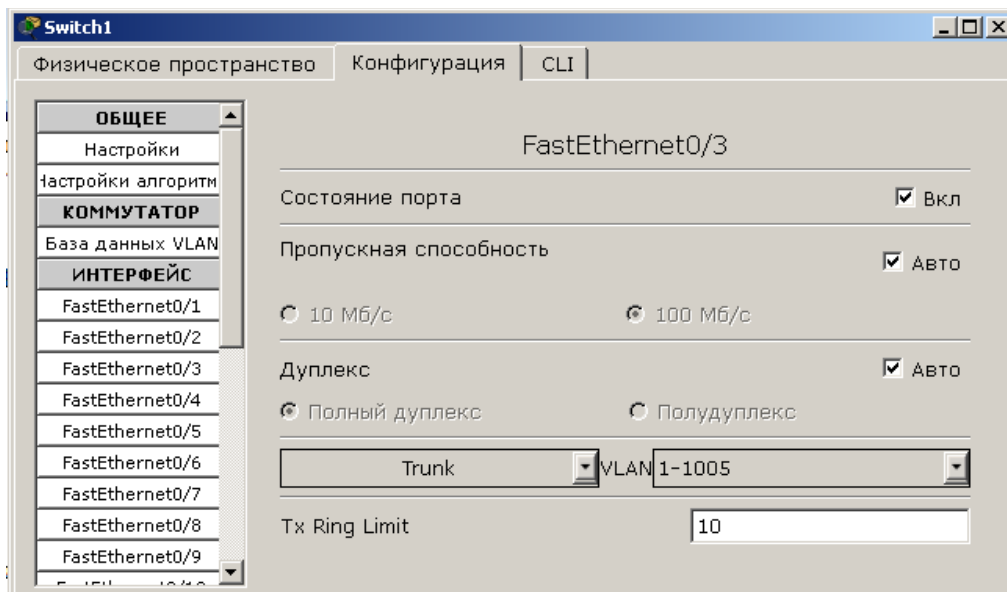 Switch1
Физическое пространство
Конфигурация
CLI
ОБЩЕЕ
Настройки
Настройки алгоритм
КОММУТАТОР
База данных VLAN
ИНТЕРФЕЙС
FastEthernet0/1
FastEthernet0/2
FastEthernet0/3
FastEthernet0/4
FastEthernet0/5
FastEthernet0/6
FastEthernet0/7
FastEthernet0/8
FastEthernet0/9
FastEthernet0/3
Состояние порта
Вкл
Пропускная способность
Авто
10 Мб/с
100 Мб/с
Дуплекс
Авто
Полный дуплекс
Полудуплекс
Trunk
VLAN
1-1005
Tx Ring Limit
10